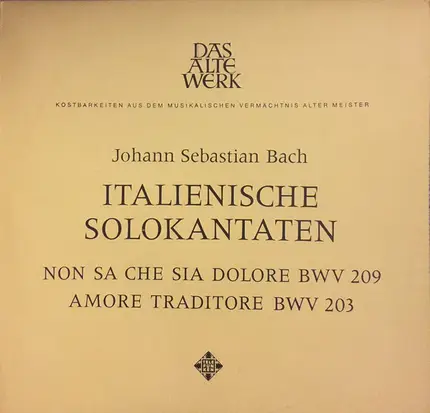 DAS
ALTE
WERK
KOSTBARKEITEN AUS DEM MUSIKALISCHEN VERMÄCHTNIS ALTER MEISTER
Johann Sebastian Bach
ITALIENISCHE
SOLOKANTATEN
NON SA CHE SIA DOLORE BWV 209
AMORE TRADITORE BWV 203